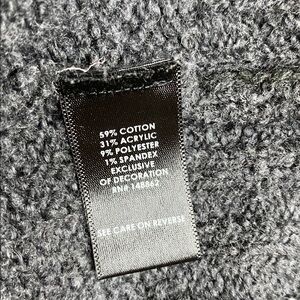 59% COTTON
31% ACRYLIC
9% POLYESTER
1% SPANDEX
EXCLUSIVE
OF DECORATION
RN# 148862
SEE CARE ON REVERSE